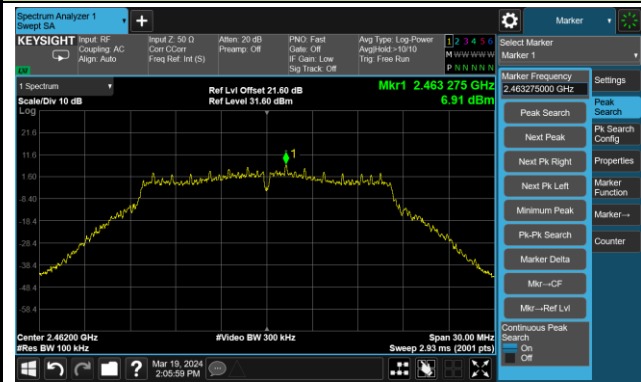 Spectrum Analyzer 1
Swept SA
Marker
KEYSIGHT
Input: RF
Coupling: AC
Align: Auto
Input Z: 50 Ω
Corr CCorr
Freq Ref: Int (S)
Atten: 20 dB
Preamp: Off
PNO: Fast
Gate: Off
IF Gain: Low
Sig Track: Off
Avg Type: Log-Power
Avg|Hold:>10/10
Trig: Free Run
1 2 3 4 5 6
M W W W W W
P N N N N N
Select Marker
Marker 1
LXI
1 Spectrum
Scale/Div 10 dB
Log
Ref Lvl Offset 21.60 dB
Ref Level 31.60 dBm
Mkr1 2.463 275 GHz
6.91 dBm
21.6
11.6
1.60
-8.40
-18.4
-28.4
-38.4
-48.4
-58.4
1
Center 2.46200 GHz
#Res BW 100 kHz
#Video BW 300 kHz
Span 30.00 MHz
Sweep 2.93 ms (2001 pts)
Marker Frequency
2.463275000 GHz
Peak Search
Next Peak
Next Pk Right
Next Pk Left
Minimum Peak
Pk-Pk Search
Marker Delta
Mkr→CF
Mkr→Ref Lvl
Continuous Peak
Search
On
Off
Settings
Peak
Search
Pk Search
Config
Properties
Marker
Function
Marker→
Counter
Mar 19, 2024
2:05:59 PM